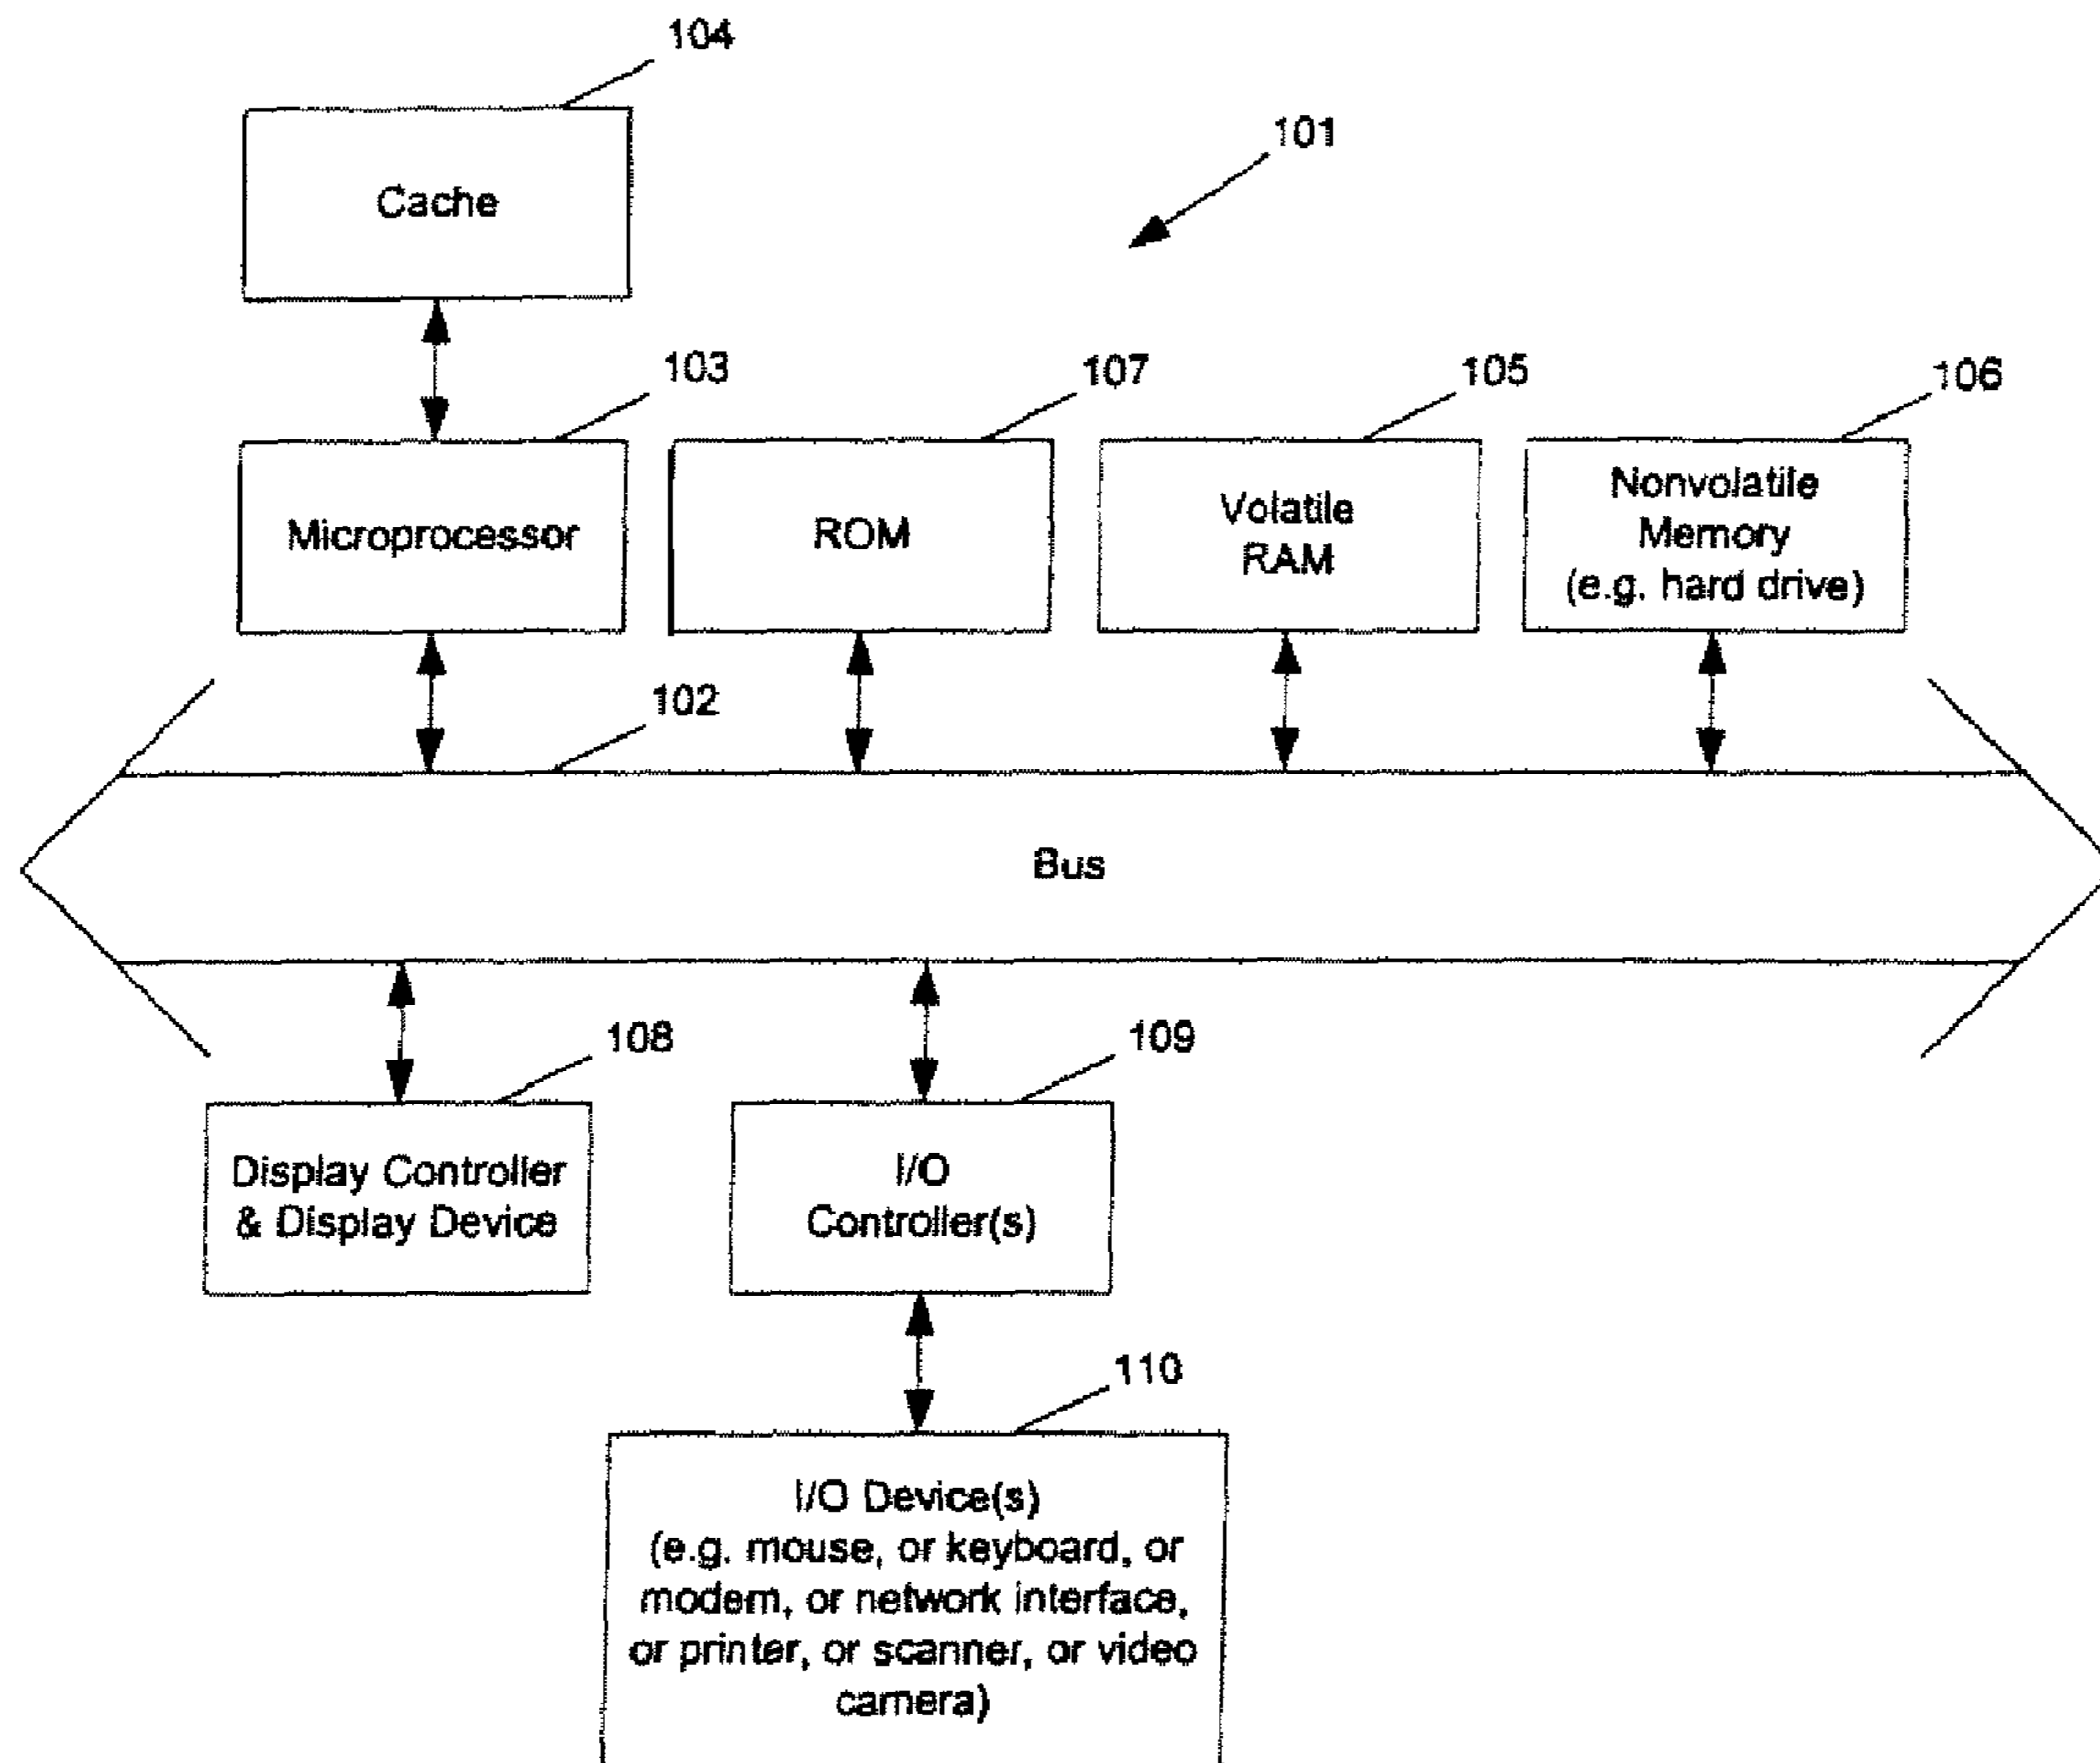 104
101
Cache
103
107
105
106
Microprocessor
ROM
Volatile
RAM
Nonvolatile
Memory
(e.g. hard drive)
102
Bus
108
109
Display Controller
& Display Device
I/O
Controller(s)
110
I/O Device(s)
(e.g. mouse, or keyboard, or
modem, or network interface,
or printer, or scanner, or video
camera)